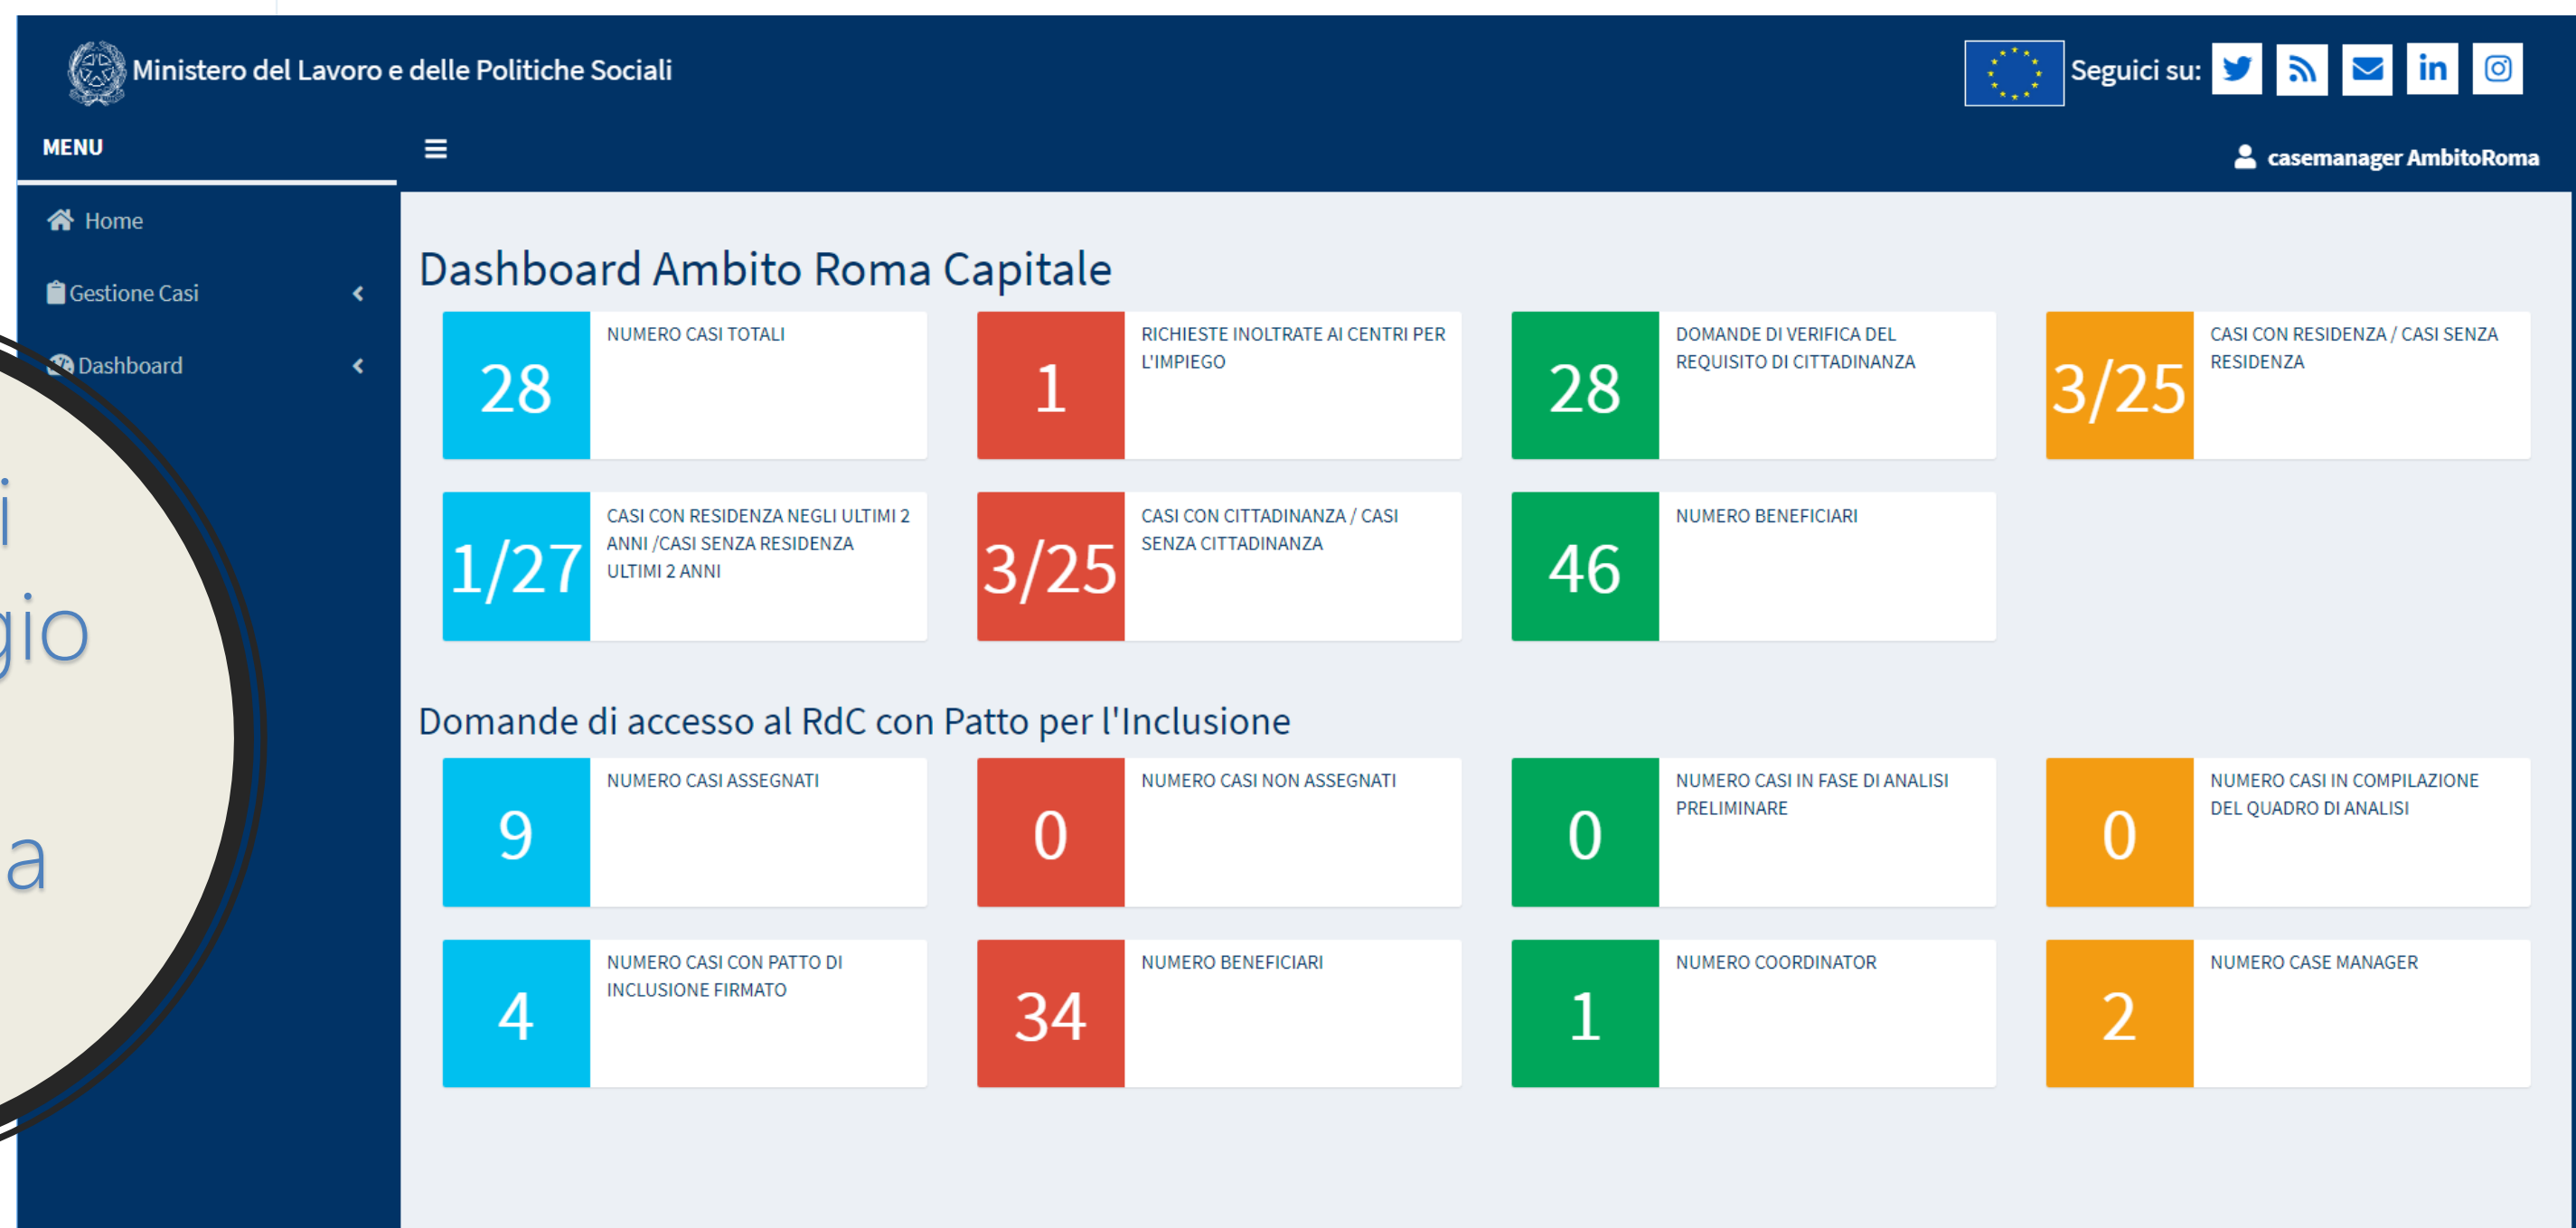 Ministero del Lavoro e delle Politiche Sociali
Seguici su:
MENU
casemanager AmbitoRoma
Home
Gestione Casi
Dashboard
Dashboard Ambito Roma Capitale
28
NUMERO CASI TOTALI
1
RICHIESTE INOLTRATE AI CENTRI PER
L'IMPIEGO
28
DOMANDE DI VERIFICA DEL
REQUISITO DI CITTADINANZA
3/25
CASI CON RESIDENZA / CASI SENZA
RESIDENZA
1/27
CASI CON RESIDENZA NEGLI ULTIMI 2
ANNI /CASI SENZA RESIDENZA
ULTIMI 2 ANNI
3/25
CASI CON CITTADINANZA / CASI
SENZA CITTADINANZA
46
NUMERO BENEFICIARI
Domande di accesso al RdC con Patto per l'Inclusione
9
NUMERO CASI ASSEGNATI
0
NUMERO CASI NON ASSEGNATI
0
NUMERO CASI IN FASE DI ANALISI
PRELIMINARE
0
NUMERO CASI IN COMPILAZIONE
DEL QUADRO DI ANALISI
4
NUMERO CASI CON PATTO DI
INCLUSIONE FIRMATO
34
NUMERO BENEFICIARI
1
NUMERO COORDINATOR
2
NUMERO CASE MANAGER